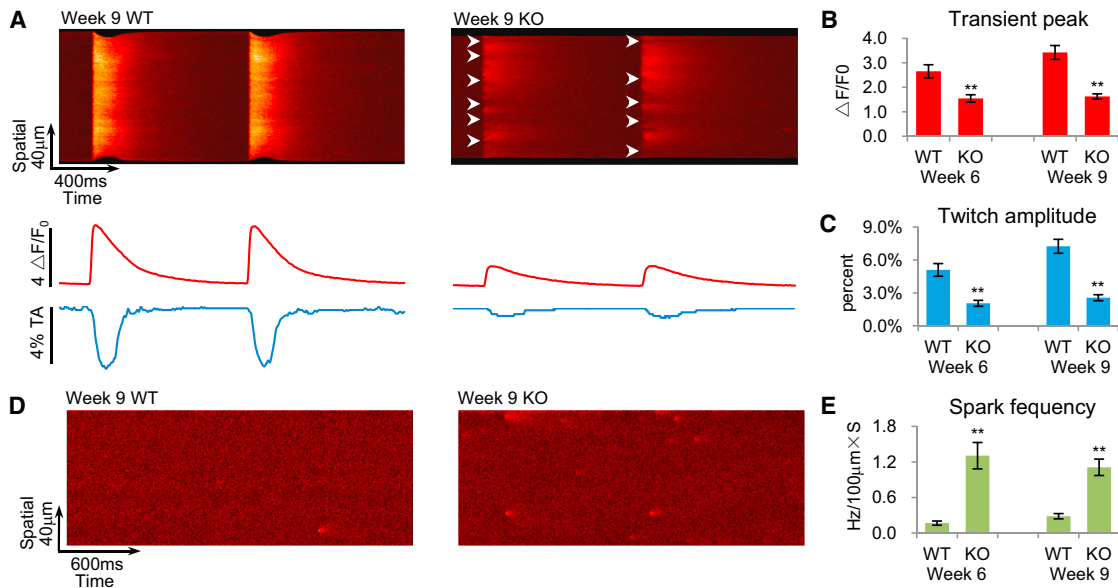 A
Week 9 WT
Week 9 KO
Spatial
40μm
400ms
Time
4 △F/F0
4% TA
B
Transient peak
△F/F0
4.0
3.0
2.0
1.0
0.0
**
**
WT KO WT KO
Week 6 Week 9
C
Twitch amplitude
percent
9.0%
6.0%
3.0%
0.0%
**
**
WT KO WT KO
Week 6 Week 9
D
Week 9 WT
Week 9 KO
Spatial
40μm
600ms
Time
E
Spark fequency
Hz/100μm×S
1.8
1.2
0.6
0.0
**
**
WT KO WT KO
Week 6 Week 9